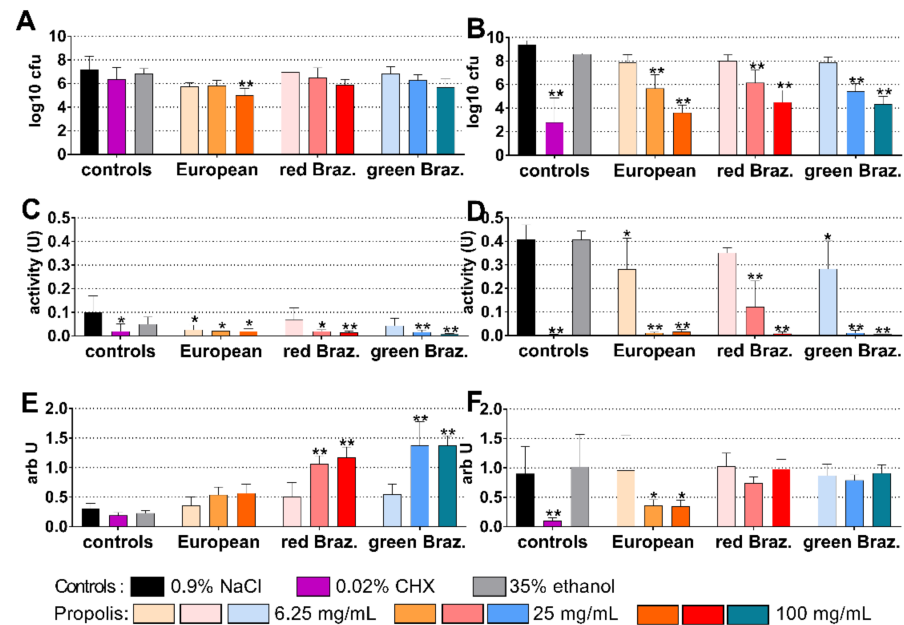 A
log10 cfu
10
8
6
4
2
0
controls European red Braz. green Braz.
**
B
log10 cfu
10
8
6
4
2
0
controls European red Braz. green Braz.
** ** ** ** ** ** **
C
activity (U)
0.5
0.4
0.3
0.2
0.1
0.0
controls European red Braz. green Braz.
* * * * * ** ** **
D
activity (U)
0.5
0.4
0.3
0.2
0.1
0.0
controls European red Braz. green Braz.
** * ** ** ** ** * ** **
E
arb U
2.0
1.5
1.0
0.5
0.0
controls European red Braz. green Braz.
** ** ** **
F
arb U
2.0
1.5
1.0
0.5
0.0
controls European red Braz. green Braz.
** * *
Controls : 0.9% NaCl 0.02% CHX 35% ethanol
Propolis: 6.25 mg/mL 25 mg/mL 100 mg/mL